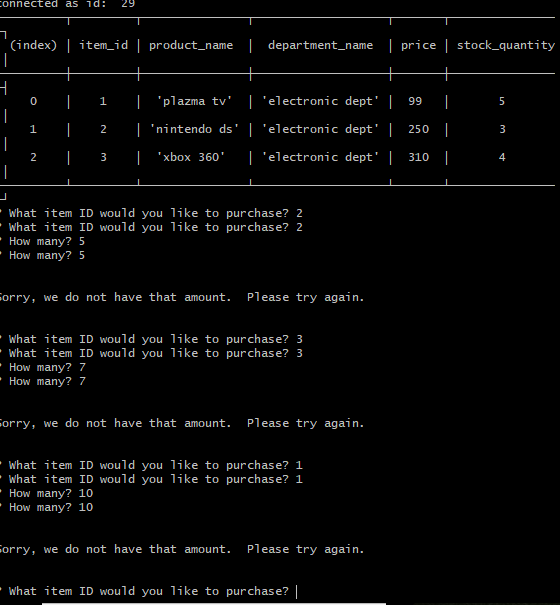 onnected as id:  29
(index) | item_id | product_name | department_name | price | stock_quantity
0 | 1 | 'plazma tv' | 'electronic dept' | 99 | 5
1 | 2 | 'nintendo ds' | 'electronic dept' | 250 | 3
2 | 3 | 'xbox 360' | 'electronic dept' | 310 | 4
? What item ID would you like to purchase? 2
? What item ID would you like to purchase? 2
? How many? 5
? How many? 5
Sorry, we do not have that amount.  Please try again.
? What item ID would you like to purchase? 3
? What item ID would you like to purchase? 3
? How many? 7
? How many? 7
Sorry, we do not have that amount.  Please try again.
? What item ID would you like to purchase? 1
? What item ID would you like to purchase? 1
? How many? 10
? How many? 10
Sorry, we do not have that amount.  Please try again.
? What item ID would you like to purchase?